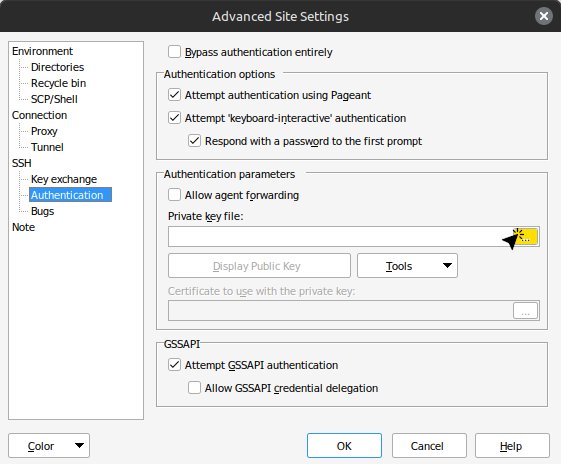 Advanced Site Settings
Environment
Directories
Recycle bin
SCP/Shell
Connection
Proxy
Tunnel
SSH
Key exchange
Authentication
Bugs
Note
Bypass authentication entirely
Authentication options
Attempt authentication using Pageant
Attempt 'keyboard-interactive' authentication
Respond with a password to the first prompt
Authentication parameters
Allow agent forwarding
Private key file:
...
Display Public Key
Tools
Certificate to use with the private key:
...
GSSAPI
Attempt GSSAPI authentication
Allow GSSAPI credential delegation
Color
OK
Cancel
Help